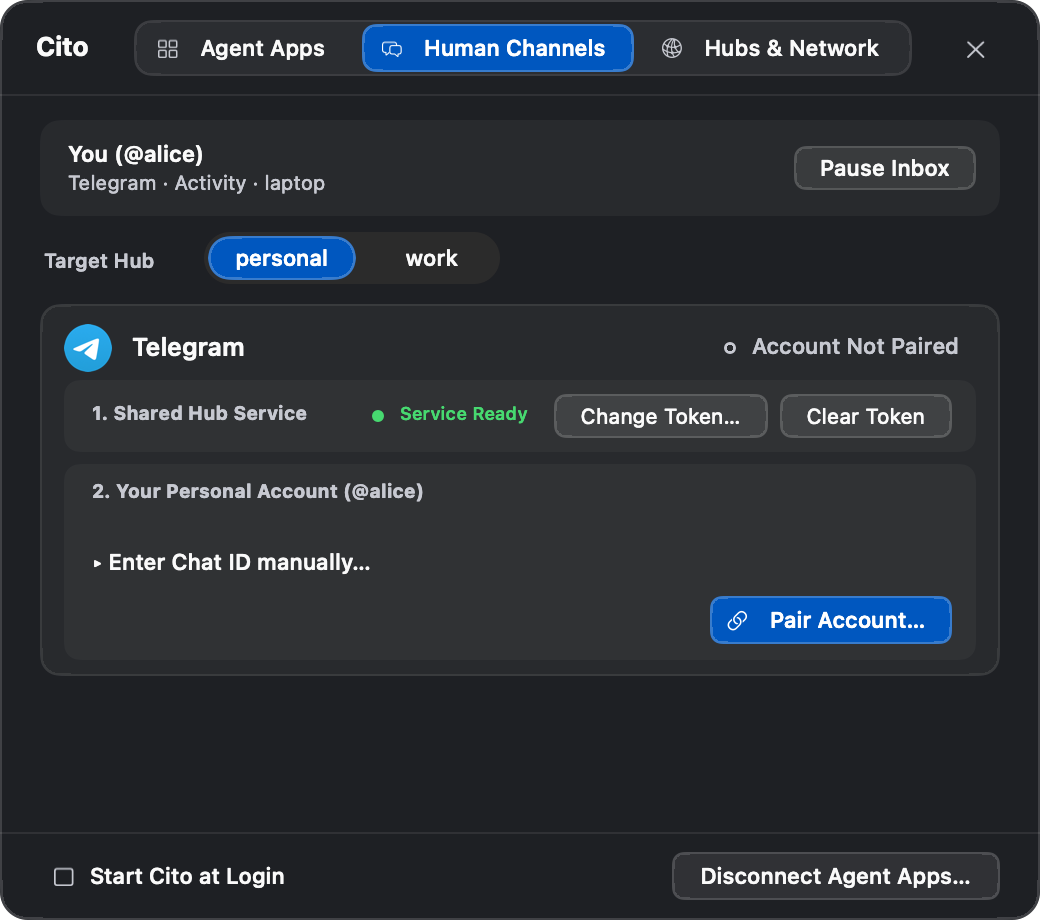 Cito
Agent Apps
Human Channels
Hubs & Network
You (@alice)
Telegram · Activity · laptop
Pause Inbox
Target Hub
personal
work
Telegram
Account Not Paired
1. Shared Hub Service
Service Ready
Change Token...
Clear Token
2. Your Personal Account (@alice)
Enter Chat ID manually...
Pair Account...
Start Cito at Login
Disconnect Agent Apps...